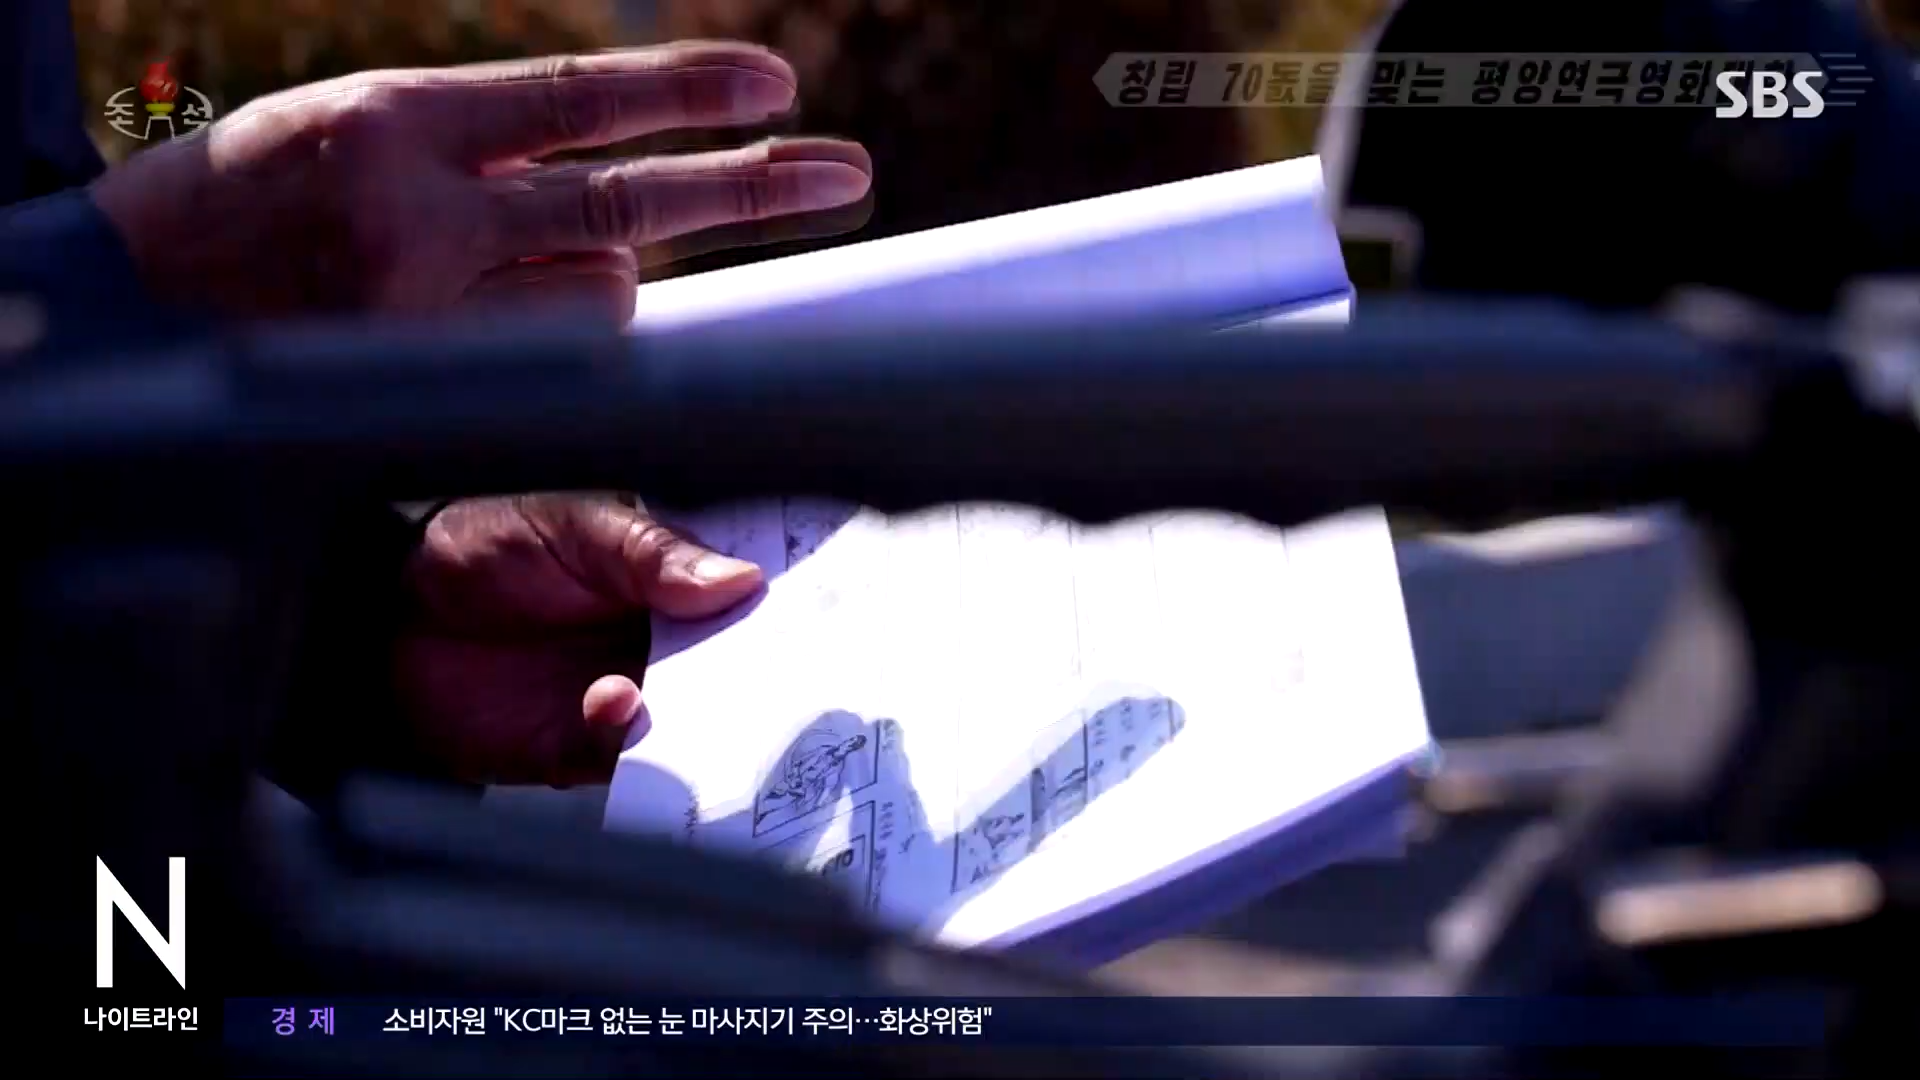 조선
창립 70돐을 맞는 평양연극영화대학
SBS
N
나이트라인
경제 소비자원 "KC마크 없는 눈 마사지기 주의…화상위험"